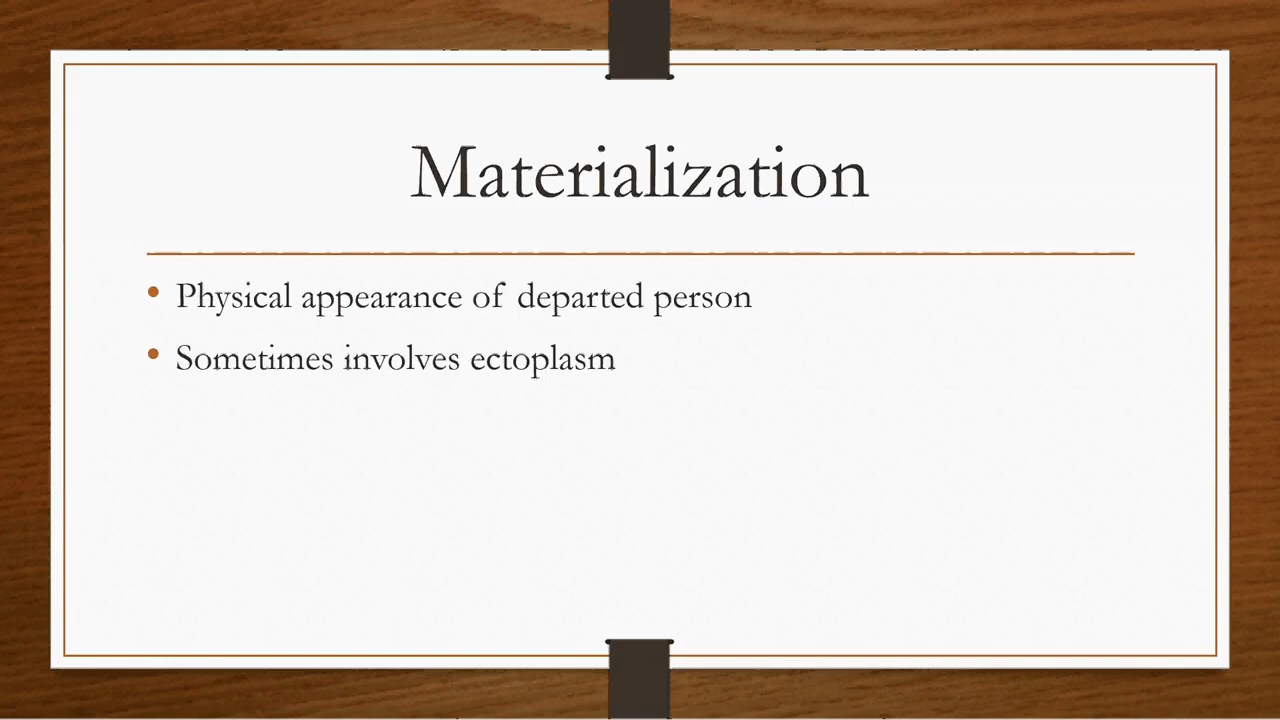 Materialization
• Physical appearance of departed person
• Sometimes involves ectoplasm